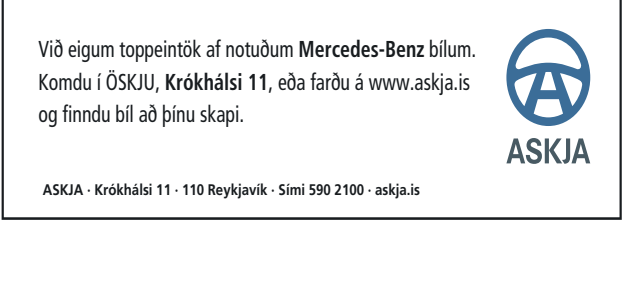 Við eigum toppeintök af notuðum Mercedes-Benz bílum.
Komdu í ÖSKJU, Krókhálsi 11, eða farðu á www.askja.is
og finndu bíl að þínu skapi.
ASKJA
ASKJA · Krókhálsi 11 · 110 Reykjavík · Sími 590 2100 · askja.is